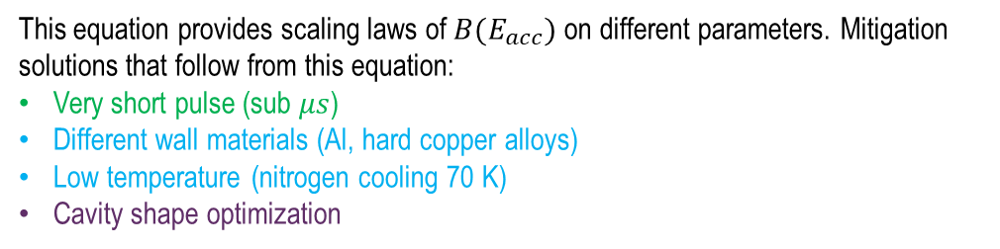 This equation provides scaling laws of B(E_acc) on different parameters. Mitigation
solutions that follow from this equation:
• Very short pulse (sub μs)
• Different wall materials (Al, hard copper alloys)
• Low temperature (nitrogen cooling 70 K)
• Cavity shape optimization